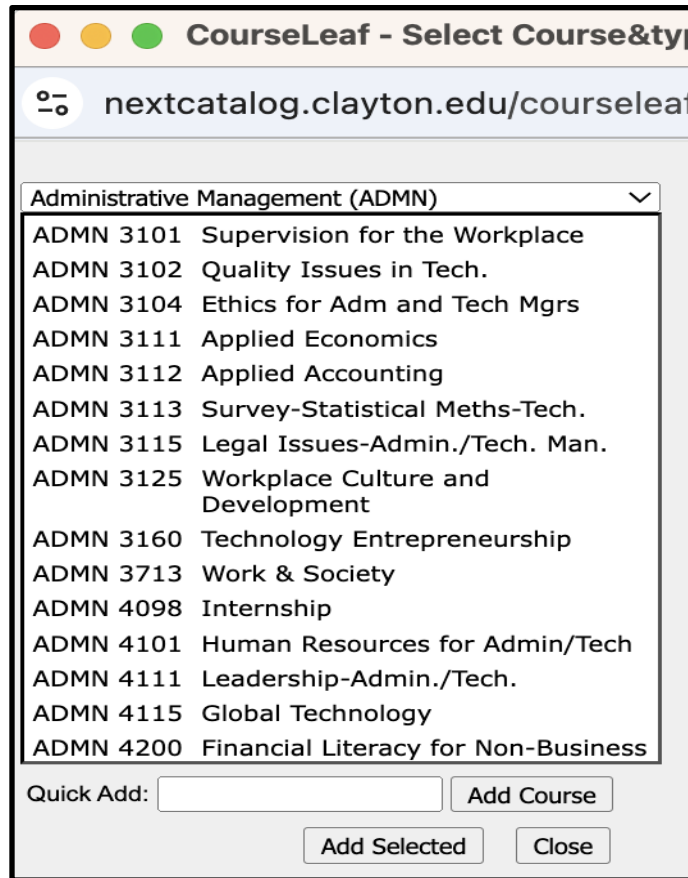 CourseLeaf - Select Course&typ
nextcatalog.clayton.edu/courseleaf
Administrative Management (ADMN)
ADMN 3101 Supervision for the Workplace
ADMN 3102 Quality Issues in Tech.
ADMN 3104 Ethics for Adm and Tech Mgrs
ADMN 3111 Applied Economics
ADMN 3112 Applied Accounting
ADMN 3113 Survey-Statistical Meths-Tech.
ADMN 3115 Legal Issues-Admin./Tech. Man.
ADMN 3125 Workplace Culture and
Development
ADMN 3160 Technology Entrepreneurship
ADMN 3713 Work & Society
ADMN 4098 Internship
ADMN 4101 Human Resources for Admin/Tech
ADMN 4111 Leadership-Admin./Tech.
ADMN 4115 Global Technology
ADMN 4200 Financial Literacy for Non-Business
Quick Add: Add Course
Add Selected Close